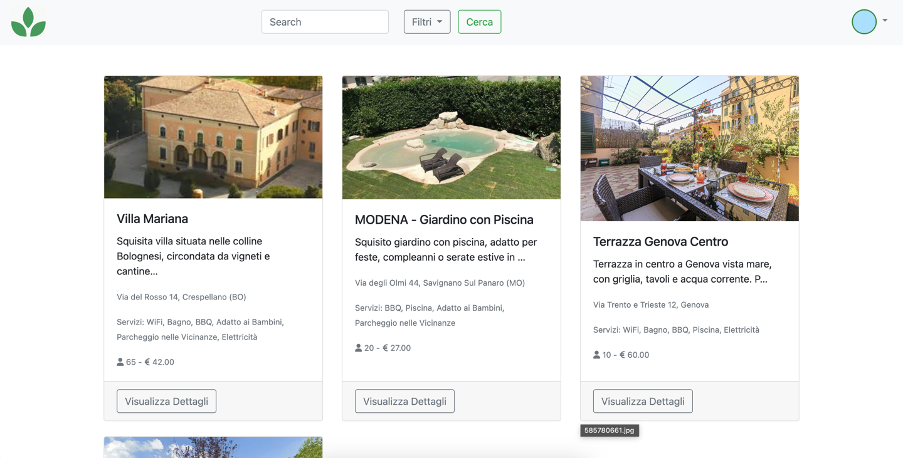 Search
Filtri
Cerca
Villa Mariana
Squisita villa situata nelle colline
Bolognesi, circondata da vigneti e
cantine...
Via del Rosso 14, Crespellano (BO)
Servizi: WiFi, Bagno, BBQ, Adatto ai Bambini,
Parcheggio nelle Vicinanze, Elettricità
65 - € 42.00
Visualizza Dettagli
MODENA - Giardino con Piscina
Squisito giardino con piscina, adatto per
feste, compleanni o serate estive in ...
Via degli Olmi 44, Savignano Sul Panaro (MO)
Servizi: BBQ, Piscina, Adatto ai Bambini,
Parcheggio nelle Vicinanze
20 - € 27.00
Visualizza Dettagli
Terrazza Genova Centro
Terrazza in centro a Genova vista mare,
con griglia, tavoli e acqua corrente. P...
Via Trento e Trieste 12, Genova
Servizi: WiFi, Bagno, BBQ, Piscina, Elettricità
10 - € 60.00
Visualizza Dettagli
585780661.jpg